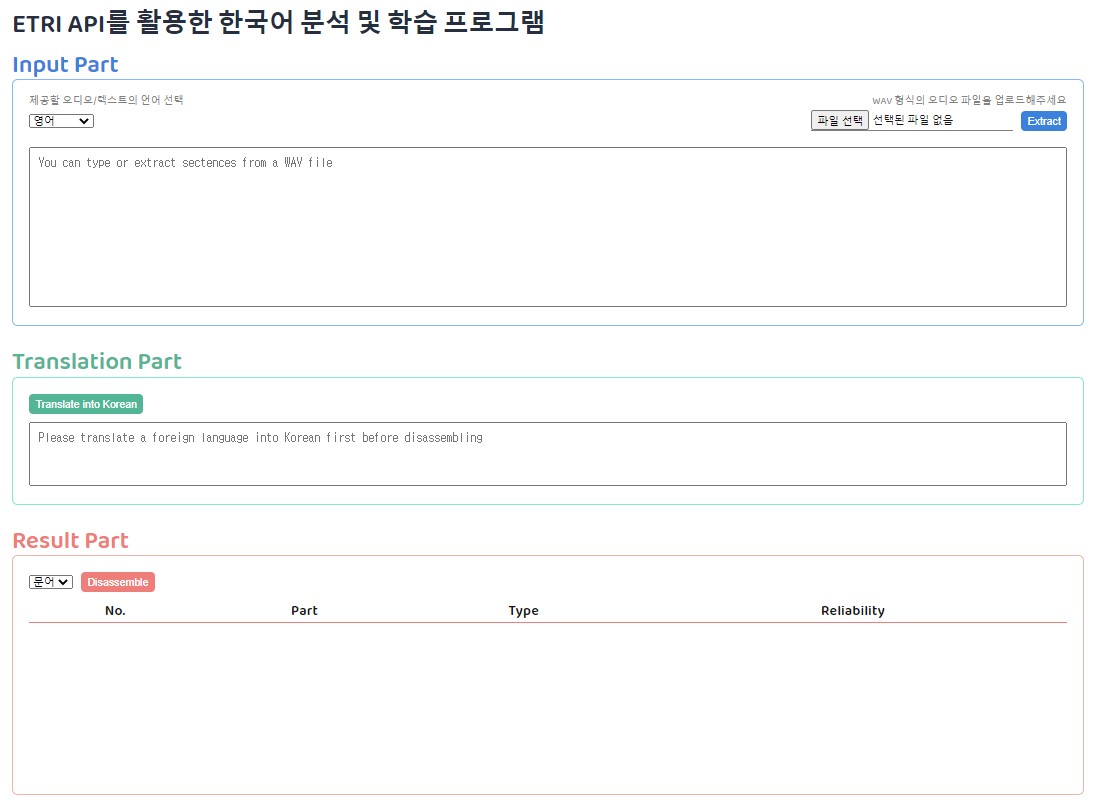 ETRI API를 활용한 한국어 분석 및 학습 프로그램
Input Part
제공할 오디오/텍스트의 언어 선택
WAV 형식의 오디오 파일을 업로드해주세요
영어
파일 선택 선택된 파일 없음 Extract
You can type or extract sectences from a WAV file
Translation Part
Translate into Korean
Please translate a foreign language into Korean first before disassembling
Result Part
문어 Disassemble
No. Part Type Reliability